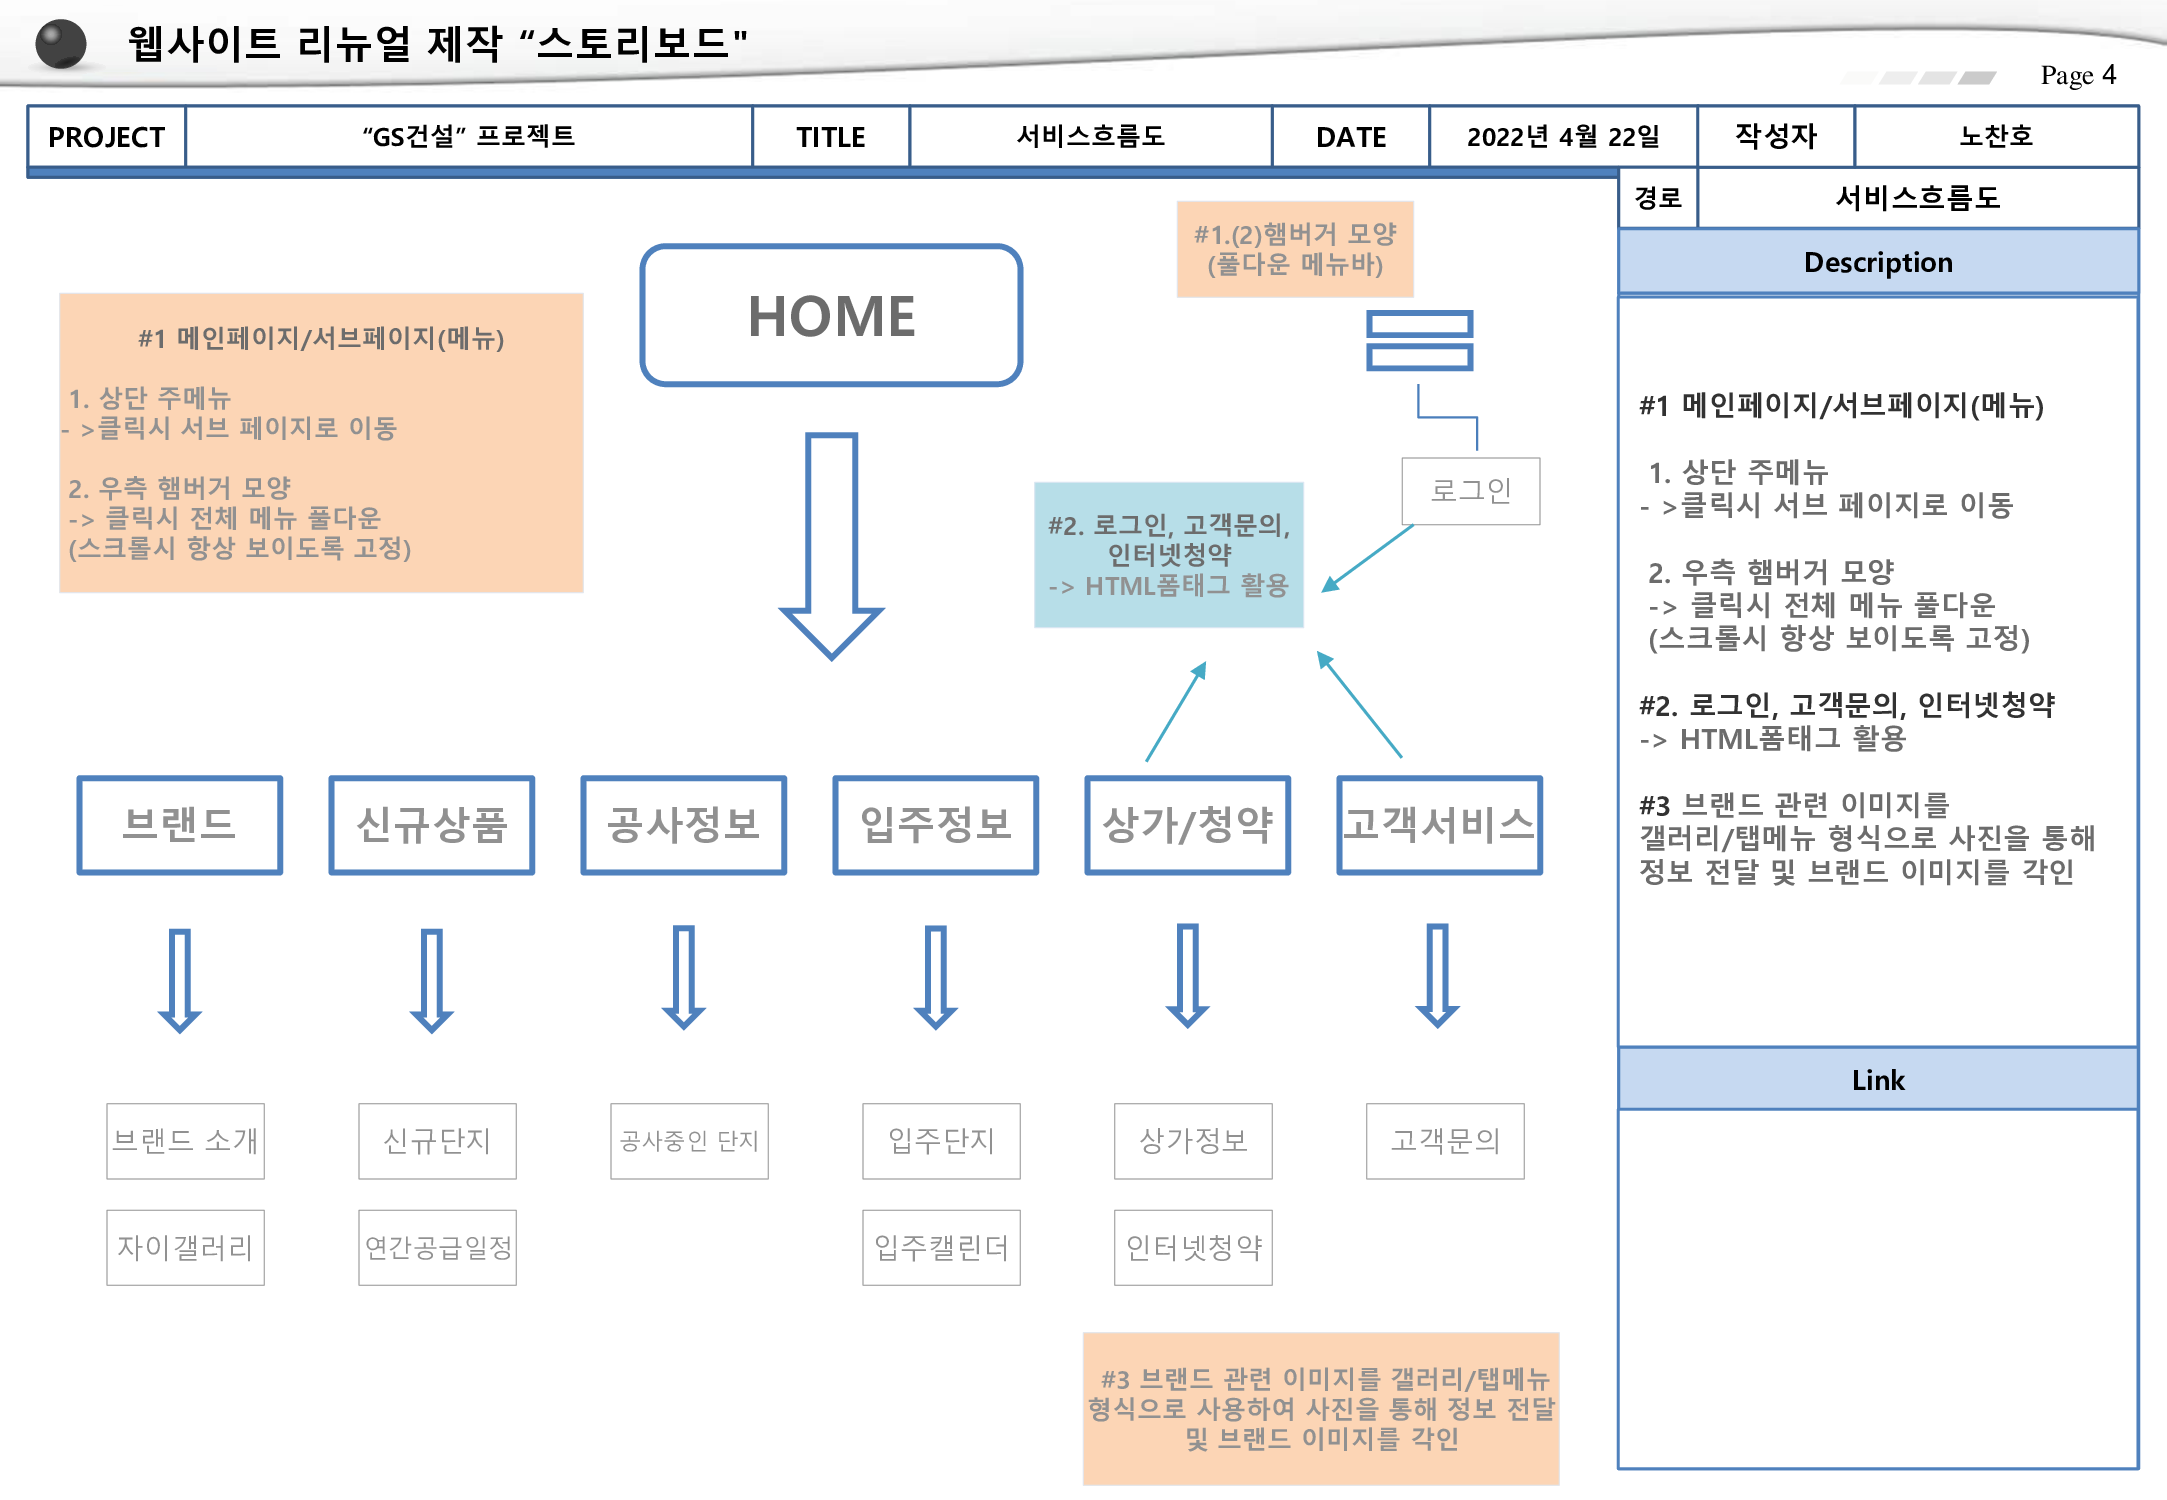 웹사이트 리뉴얼 제작 “스토리보드"
Page 4
PROJECT
“GS건설” 프로젝트
TITLE
서비스흐름도
DATE
2022년 4월 22일
작성자
노찬호
경로
서비스흐름도
#1.(2)햄버거 모양
(풀다운 메뉴바)
HOME
#1 메인페이지/서브페이지(메뉴)
1. 상단 주메뉴
- >클릭시 서브 페이지로 이동
2. 우측 햄버거 모양
-> 클릭시 전체 메뉴 풀다운
(스크롤시 항상 보이도록 고정)
로그인
#2. 로그인, 고객문의,
인터넷청약
-> HTML폼태그 활용
브랜드
신규상품
공사정보
입주정보
상가/청약
고객서비스
브랜드 소개
신규단지
공사중인 단지
입주단지
상가정보
고객문의
자이갤러리
연간공급일정
입주캘린더
인터넷청약
#3 브랜드 관련 이미지를 갤러리/탭메뉴
형식으로 사용하여 사진을 통해 정보 전달
및 브랜드 이미지를 각인
Description
#1 메인페이지/서브페이지(메뉴)
1. 상단 주메뉴
- >클릭시 서브 페이지로 이동
2. 우측 햄버거 모양
-> 클릭시 전체 메뉴 풀다운
(스크롤시 항상 보이도록 고정)
#2. 로그인, 고객문의, 인터넷청약
-> HTML폼태그 활용
#3 브랜드 관련 이미지를
갤러리/탭메뉴 형식으로 사진을 통해
정보 전달 및 브랜드 이미지를 각인
Link